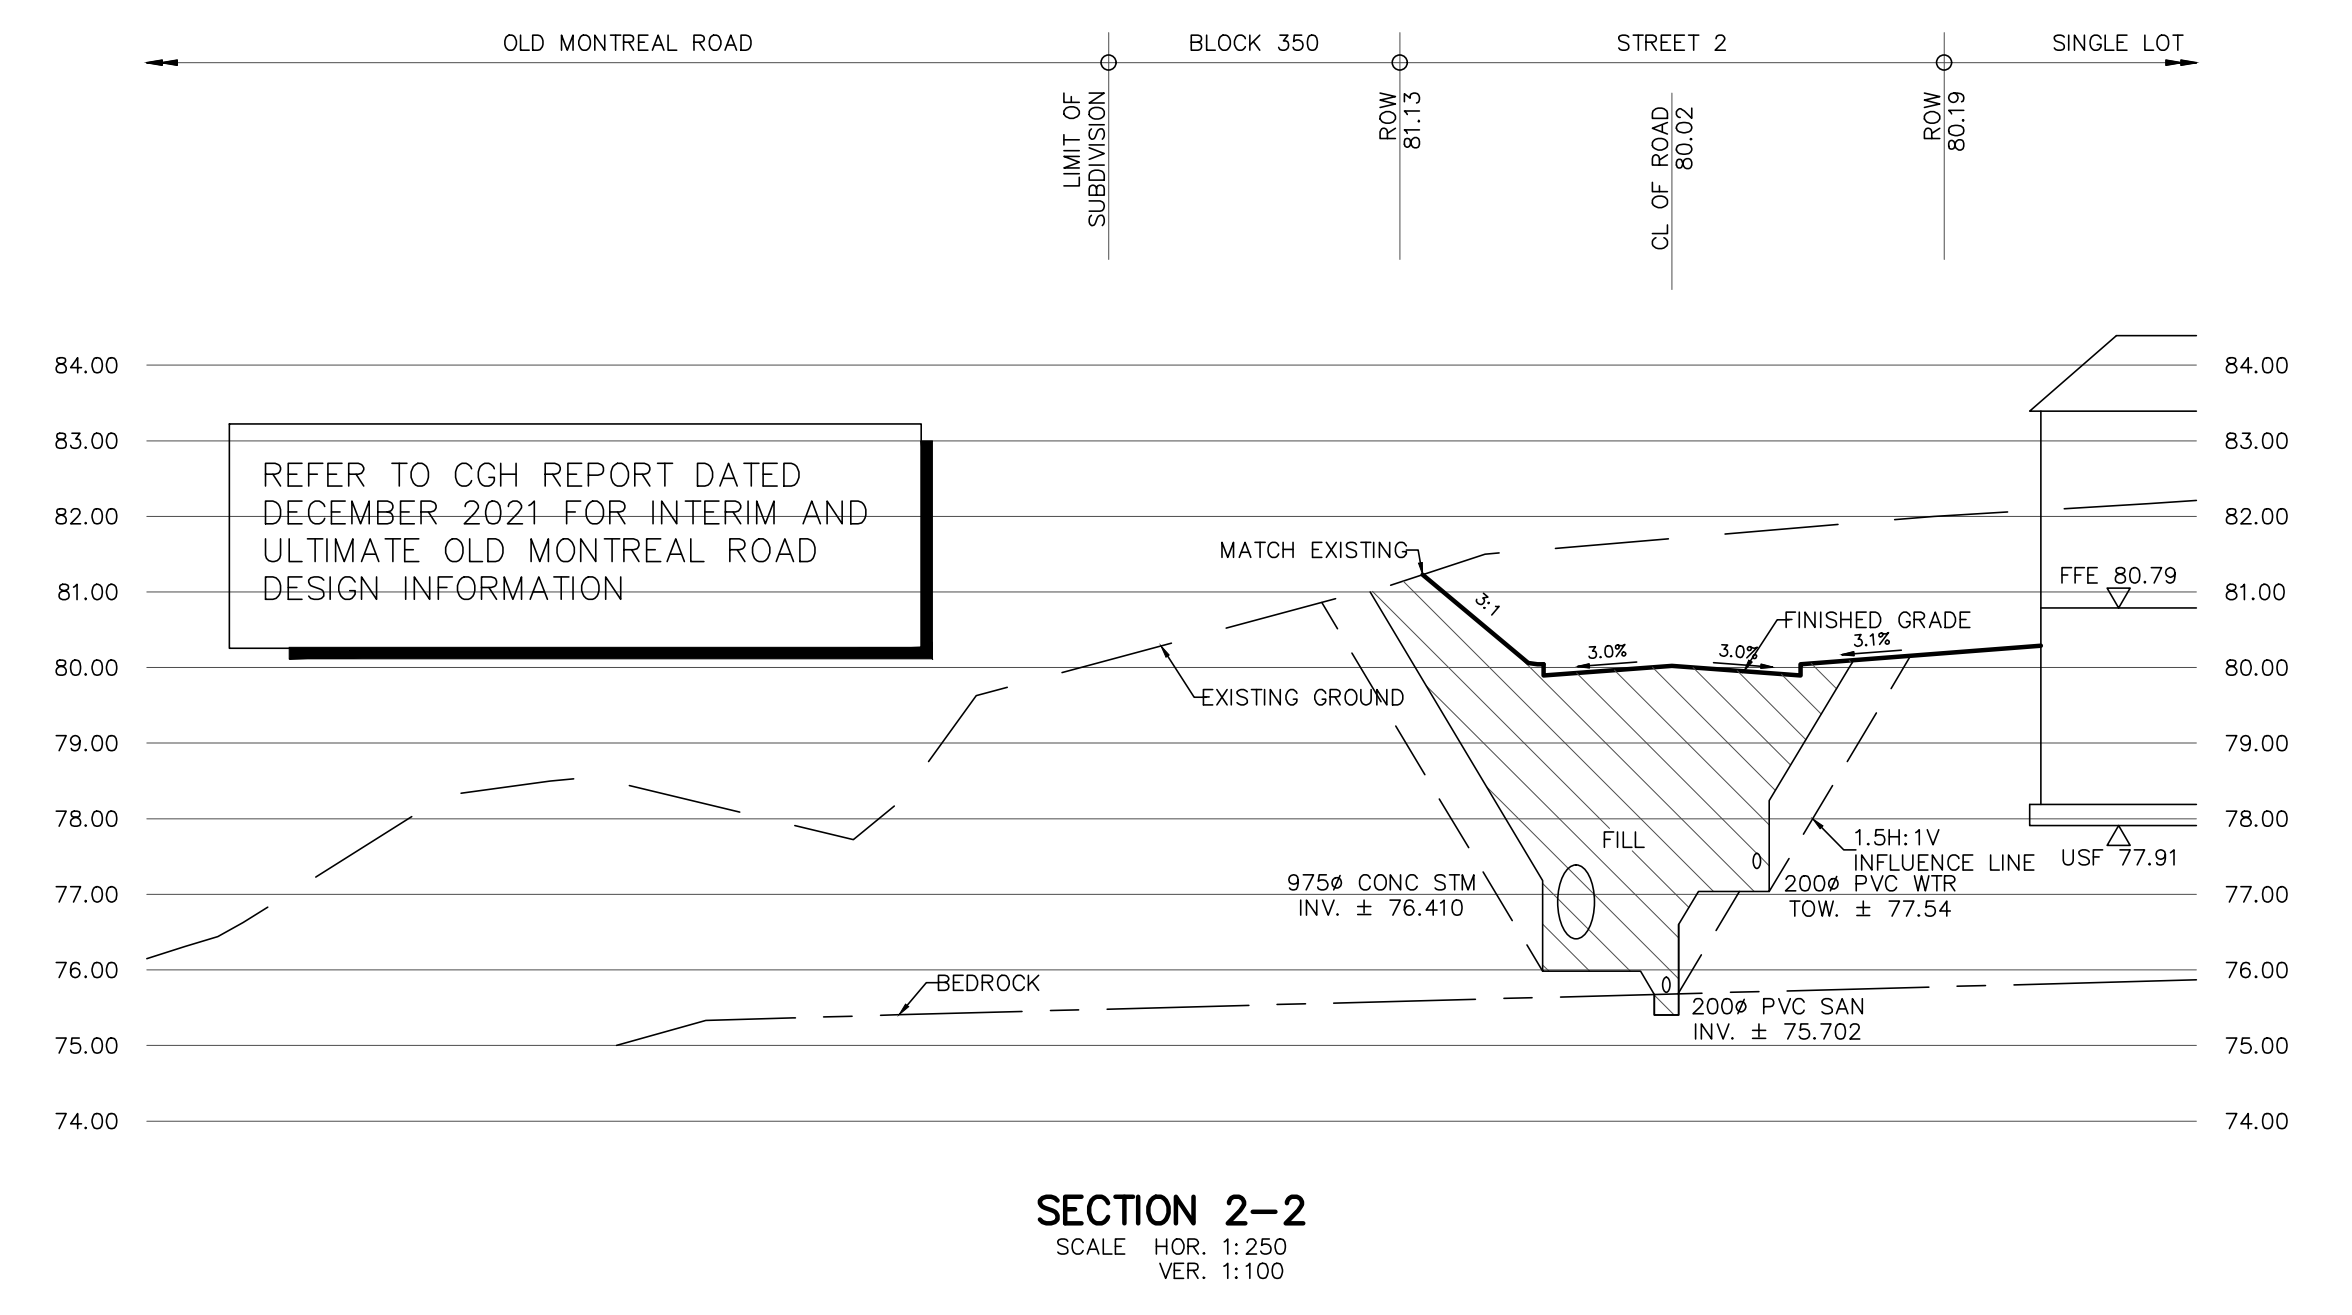 OLD MONTREAL ROAD
BLOCK 350
STREET 2
SINGLE LOT
LIMIT OF
SUBDIVISION
ROW
81.13
CL OF ROAD
80.02
ROW
80.19
84.00
84.00
83.00
83.00
REFER TO CGH REPORT DATED
DECEMBER 2021 FOR INTERIM AND
ULTIMATE OLD MONTREAL ROAD
DESIGN INFORMATION
82.00
82.00
MATCH EXISTING
81.00
3:1
FFE 80.79
81.00
FINISHED GRADE
3.0%
3.0%
3.1%
80.00
80.00
EXISTING GROUND
79.00
79.00
78.00
78.00
FILL
1.5H:1V
INFLUENCE LINE
USF 77.91
975ø CONC STM
INV. ± 76.410
200ø PVC WTR
TOW. ± 77.54
77.00
77.00
76.00
76.00
BEDROCK
200ø PVC SAN
INV. ± 75.702
75.00
75.00
74.00
74.00
SECTION 2-2
SCALE HOR. 1:250
VER. 1:100